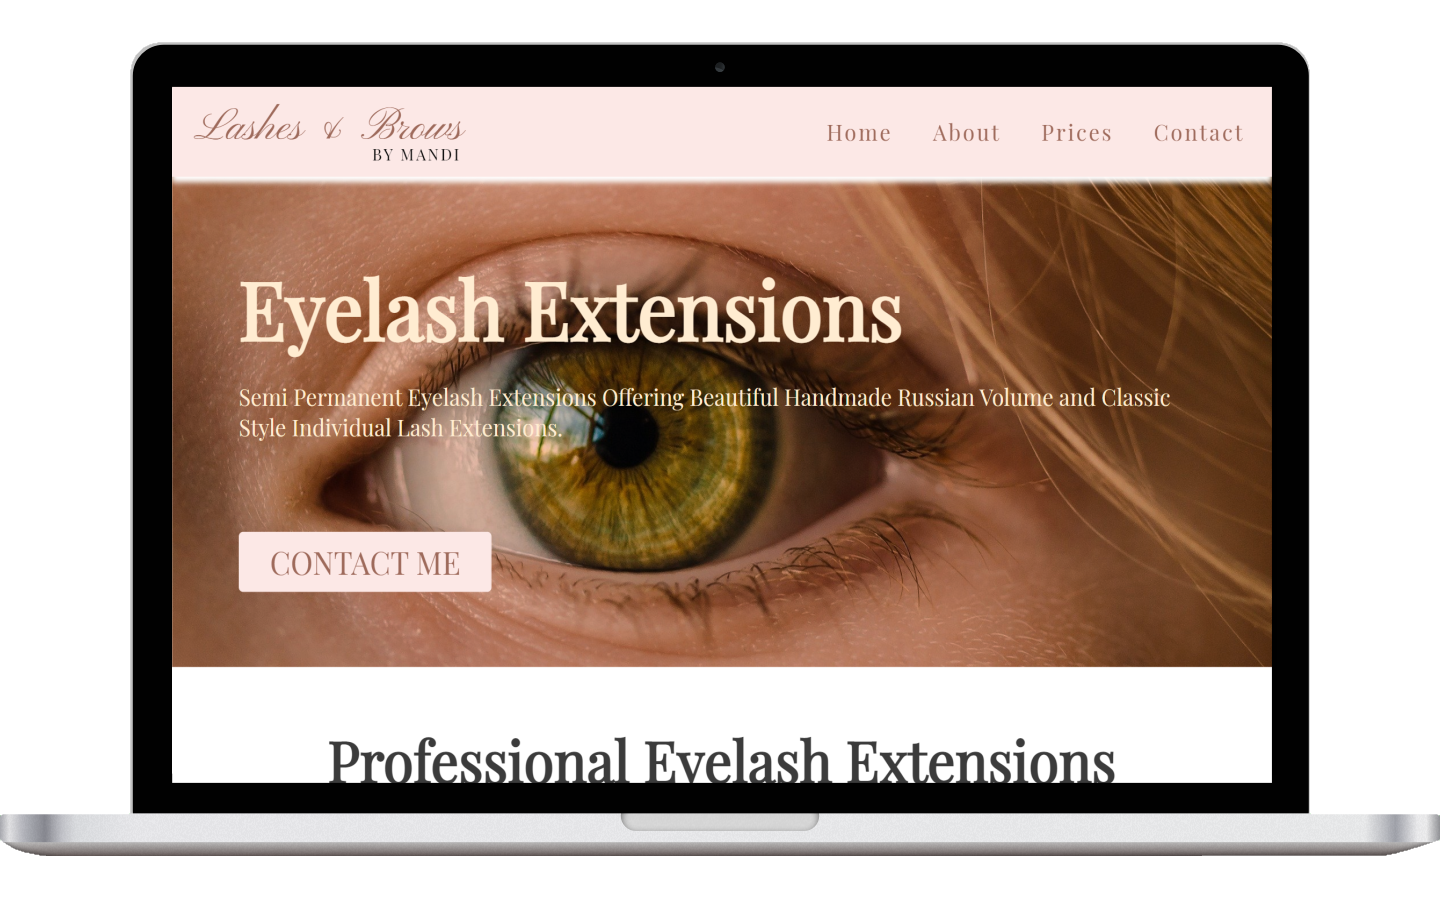 Lashes & Brows
BY MANDI
Home About Prices Contact
Eyelash Extensions
Semi Permanent Eyelash Extensions Offering Beautiful Handmade Russian Volume and Classic
Style Individual Lash Extensions.
CONTACT ME
Professional Eyelash Extensions